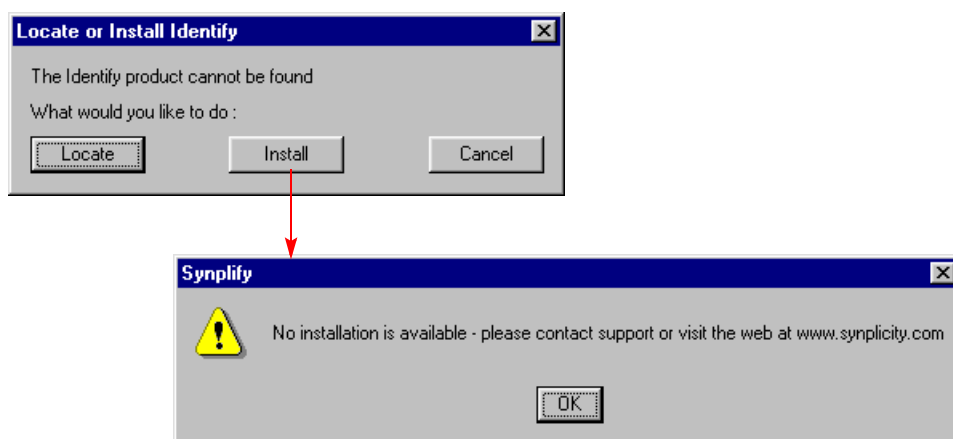 Locate or Install Identify
The Identify product cannot be found
What would you like to do :
Locate Install Cancel
Synplify
No installation is available - please contact support or visit the web at www.synplicity.com
OK